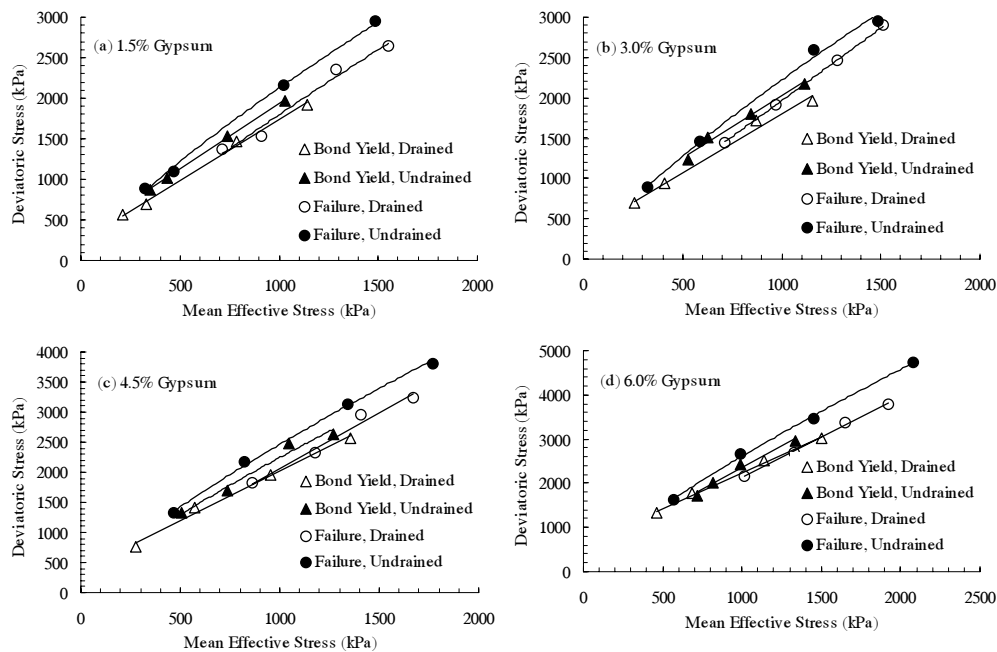 3000
2500
2000
1500
1000
500
0
Deviatoric Stress (kPa)
(a) 1.5% Gypsum
Bond Yield, Drained
Bond Yield, Undrained
Failure, Drained
Failure, Undrained
0 500 1000 1500 2000
Mean Effective Stress (kPa)
3000
2500
2000
1500
1000
500
0
Deviatoric Stress (kPa)
(b) 3.0% Gypsum
Bond Yield, Drained
Bond Yield, Undrained
Failure, Drained
Failure, Undrained
0 500 1000 1500 2000
Mean Effective Stress (kPa)
4000
3500
3000
2500
2000
1500
1000
500
0
Deviatoric Stress (kPa)
(c) 4.5% Gypsum
Bond Yield, Drained
Bond Yield, Undrained
Failure, Drained
Failure, Undrained
0 500 1000 1500 2000
Mean Effective Stress (kPa)
5000
4000
3000
2000
1000
0
Deviatoric Stress (kPa)
(d) 6.0% Gypsum
Bond Yield, Drained
Bond Yield, Undrained
Failure, Drained
Failure, Undrained
0 500 1000 1500 2000 2500
Mean Effective Stress (kPa)